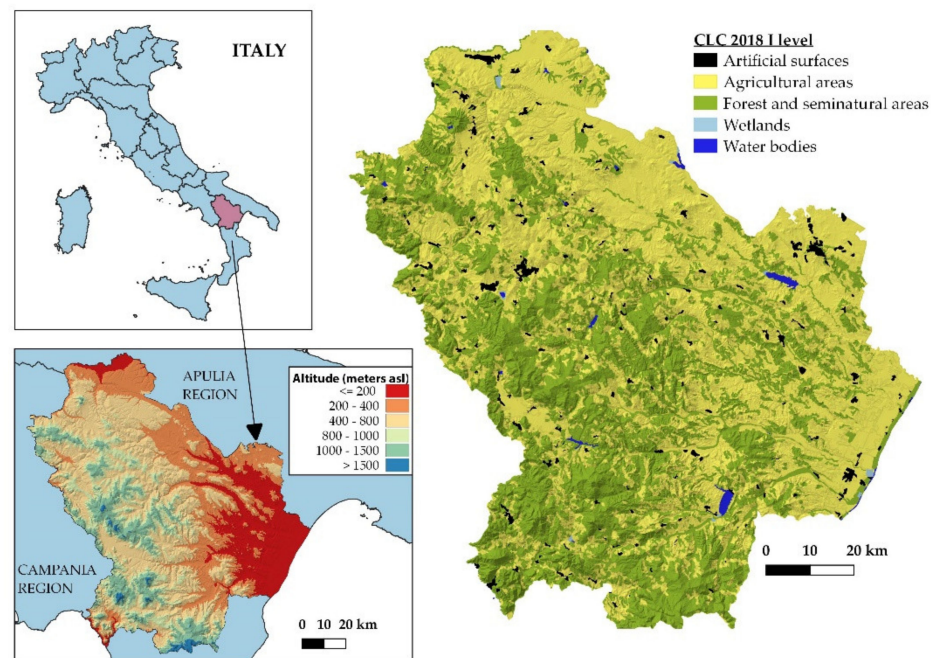 ITALY
CLC 2018 I level
Artificial surfaces
Agricultural areas
Forest and seminatural areas
Wetlands
Water bodies
0 10 20 km
APULIA
REGION
Altitude (meters asl)
<= 200
200 - 400
400 - 800
800 - 1000
1000 - 1500
> 1500
CAMPANIA
REGION
0 10 20 km